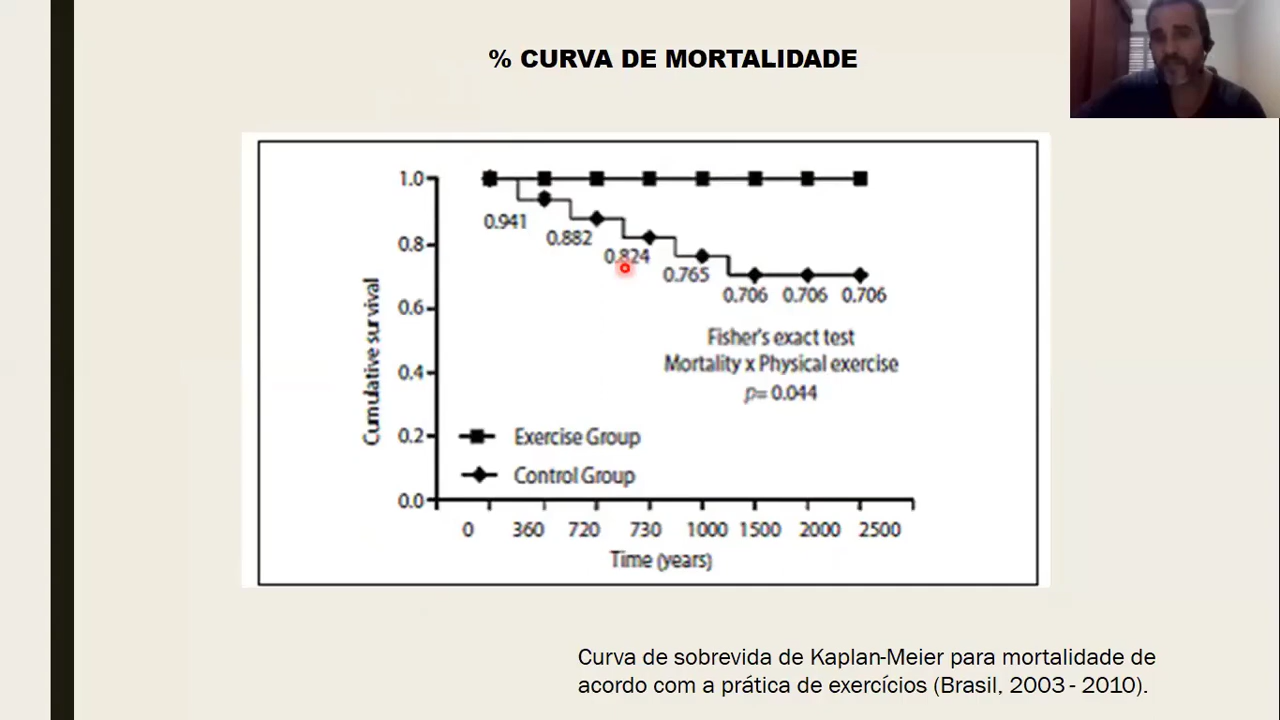 % CURVA DE MORTALIDADE
1.0
0.941
0.882
0.8
0.824
0.765
0.706 0.706 0.706
0.6
Fisher's exact test
Mortality x Physical exercise
p= 0.044
0.4
Cumulative survival
0.2
Exercise Group
Control Group
0.0
0 360 720 730 1000 1500 2000 2500
Time (years)
Curva de sobrevida de Kaplan-Meier para mortalidade de
acordo com a prática de exercícios (Brasil, 2003 - 2010).